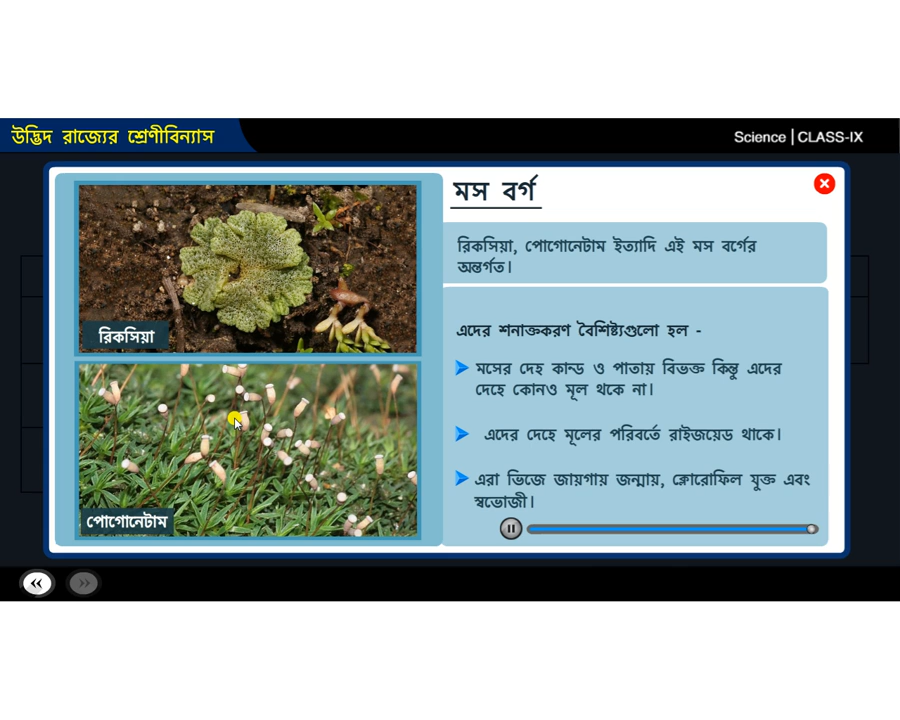 উদ্ভিদ রাজ্যের শ্রেণীবিন্যাস
Science | CLASS-IX
মস বর্গ
রিকসিয়া, পোগোনেটাম ইত্যাদি এই মস বর্গের
অন্তর্গত।
এদের শনাক্তকরণ বৈশিষ্ট্যগুলো হল -
মসের দেহ কান্ড ও পাতায় বিভক্ত কিন্তু এদের
দেহে কোনও মূল থকে না।
এদের দেহে মূলের পরিবর্তে রাইজয়েড থাকে।
এরা ভিজে জায়গায় জন্মায়, ক্লোরোফিল যুক্ত এবং
স্বভোজী।
রিকসিয়া
পোগোনেটাম